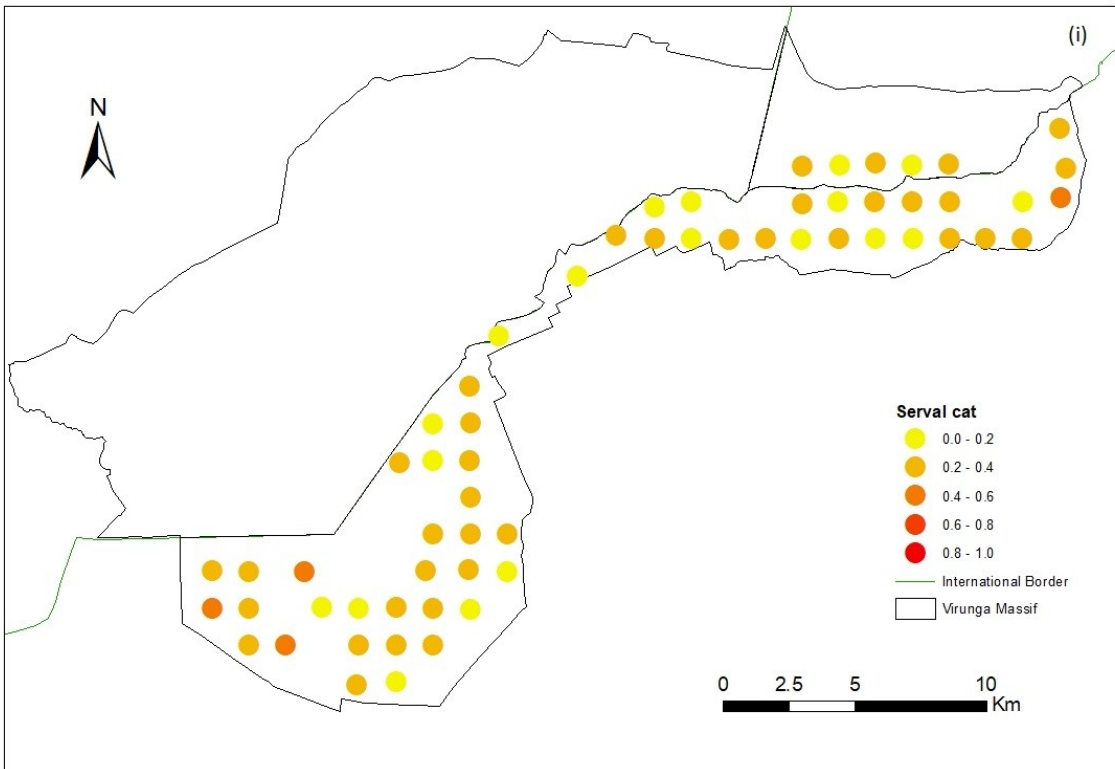 (i)
N
Serval cat
0.0 - 0.2
0.2 - 0.4
0.4 - 0.6
0.6 - 0.8
0.8 - 1.0
International Border
Virunga Massif
0 2.5 5 10
Km